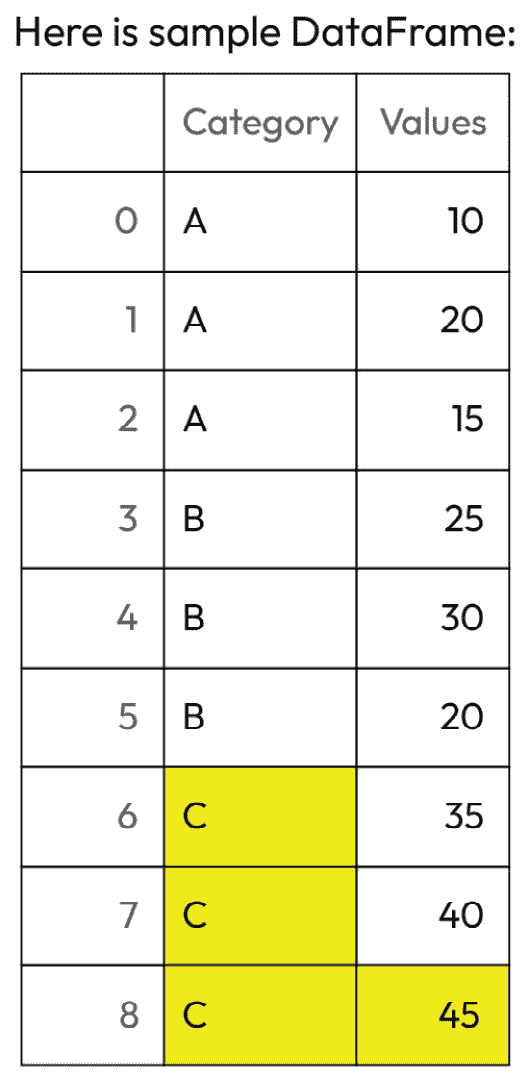 Here is sample DataFrame:
Category Values
0 A 10
1 A 20
2 A 15
3 B 25
4 B 30
5 B 20
6 C 35
7 C 40
8 C 45